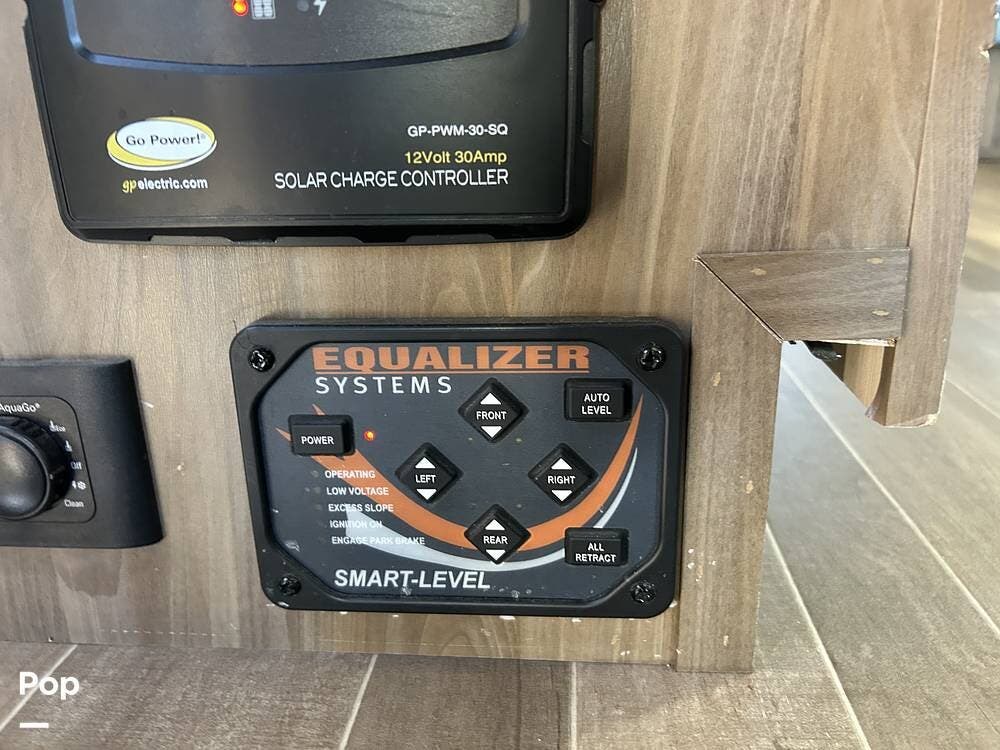 Go Power!®
gpelectric.com
GP-PWM-30-SQ
12Volt 30Amp
SOLAR CHARGE CONTROLLER
AquaGo®
Off
Clean
EQUALIZER
SYSTEMS
POWER
FRONT
AUTO
LEVEL
LEFT
RIGHT
REAR
ALL
RETRACT
OPERATING
LOW VOLTAGE
EXCESS SLOPE
IGNITION ON
ENGAGE PARK BRAKE
SMART-LEVEL
Pop